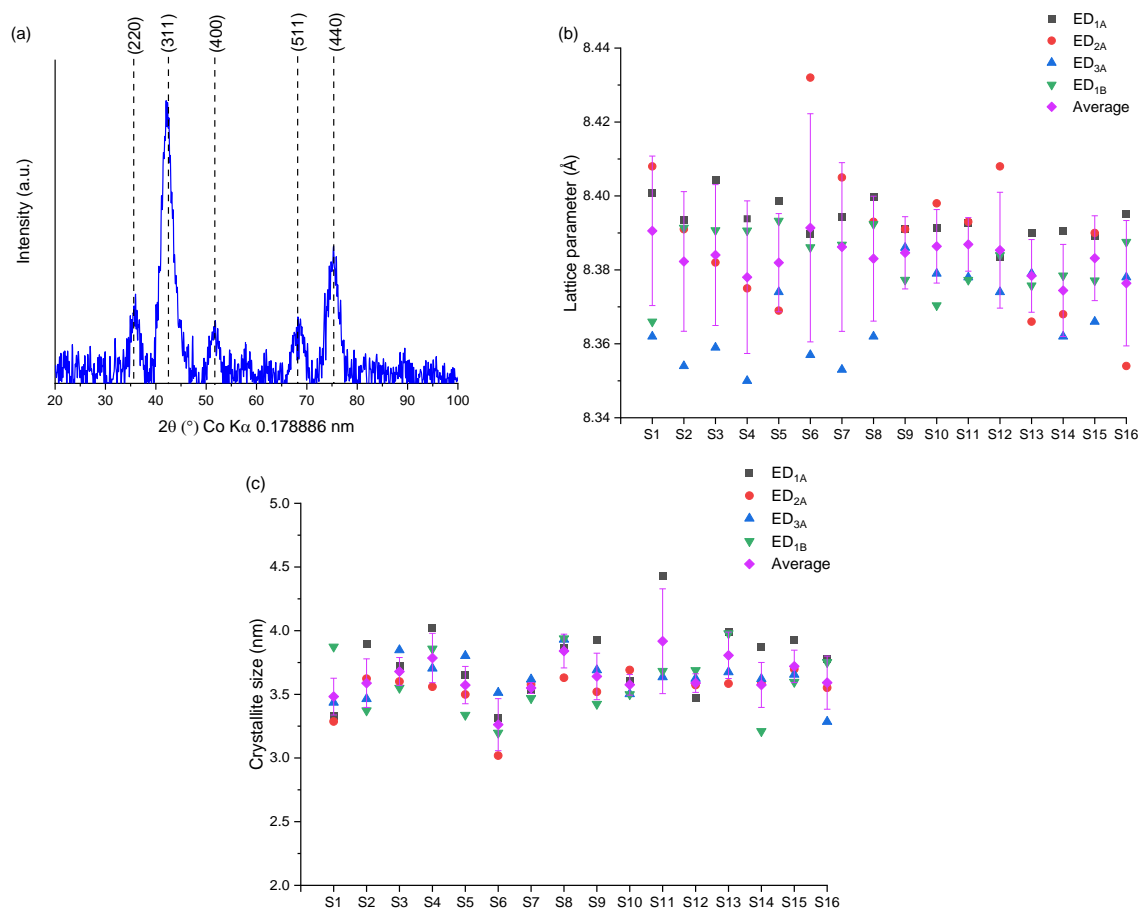 (a)
(220)
(311)
(400)
(511)
(440)
Intensity (a.u.)
20 30 40 50 60 70 80 90 100
2θ (°) Co Kα 0.178886 nm
(b)
ED1A
ED2A
ED3A
ED1B
Average
Lattice parameter (Å)
8.44
8.42
8.40
8.38
8.36
8.34
S1 S2 S3 S4 S5 S6 S7 S8 S9 S10 S11 S12 S13 S14 S15 S16
(c)
ED1A
ED2A
ED3A
ED1B
Average
Crystallite size (nm)
5.0
4.5
4.0
3.5
3.0
2.5
2.0
S1 S2 S3 S4 S5 S6 S7 S8 S9 S10 S11 S12 S13 S14 S15 S16